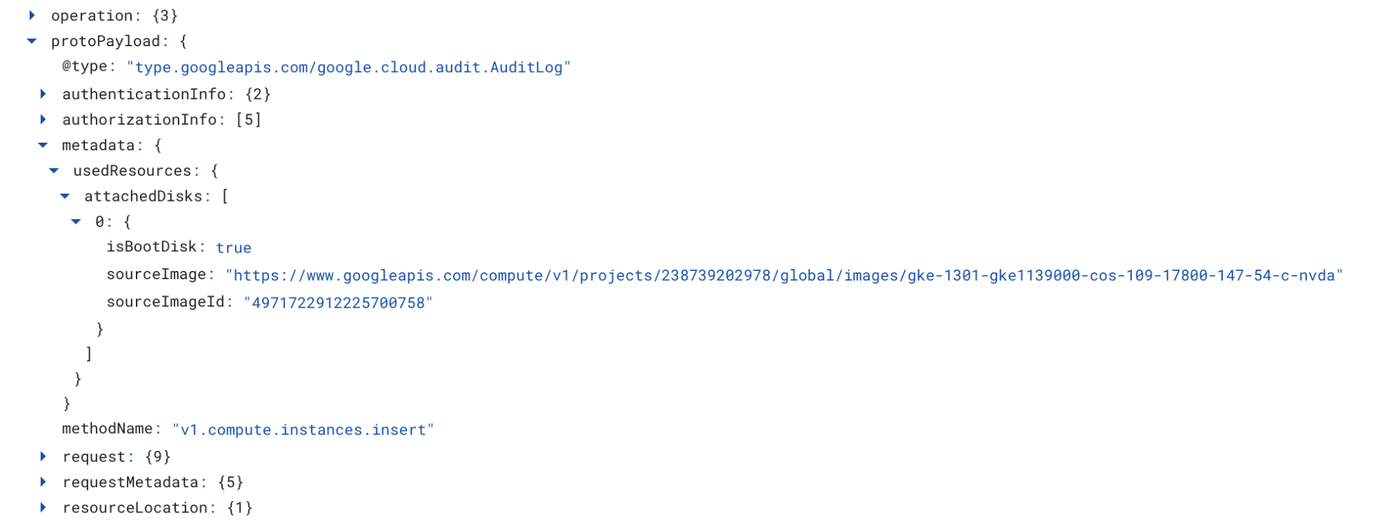 operation: {3}
protoPayload: {
@type: "type.googleapis.com/google.cloud.audit.AuditLog"
authenticationInfo: {2}
authorizationInfo: [5]
metadata: {
usedResources: {
attachedDisks: [
0: {
isBootDisk: true
sourceImage: "https://www.googleapis.com/compute/v1/projects/238739202978/global/images/gke-1301-gke1139000-cos-109-17800-147-54-c-nvda"
sourceImageId: "4971722912225700758"
}
]
}
}
methodName: "v1.compute.instances.insert"
request: {9}
requestMetadata: {5}
resourceLocation: {1}